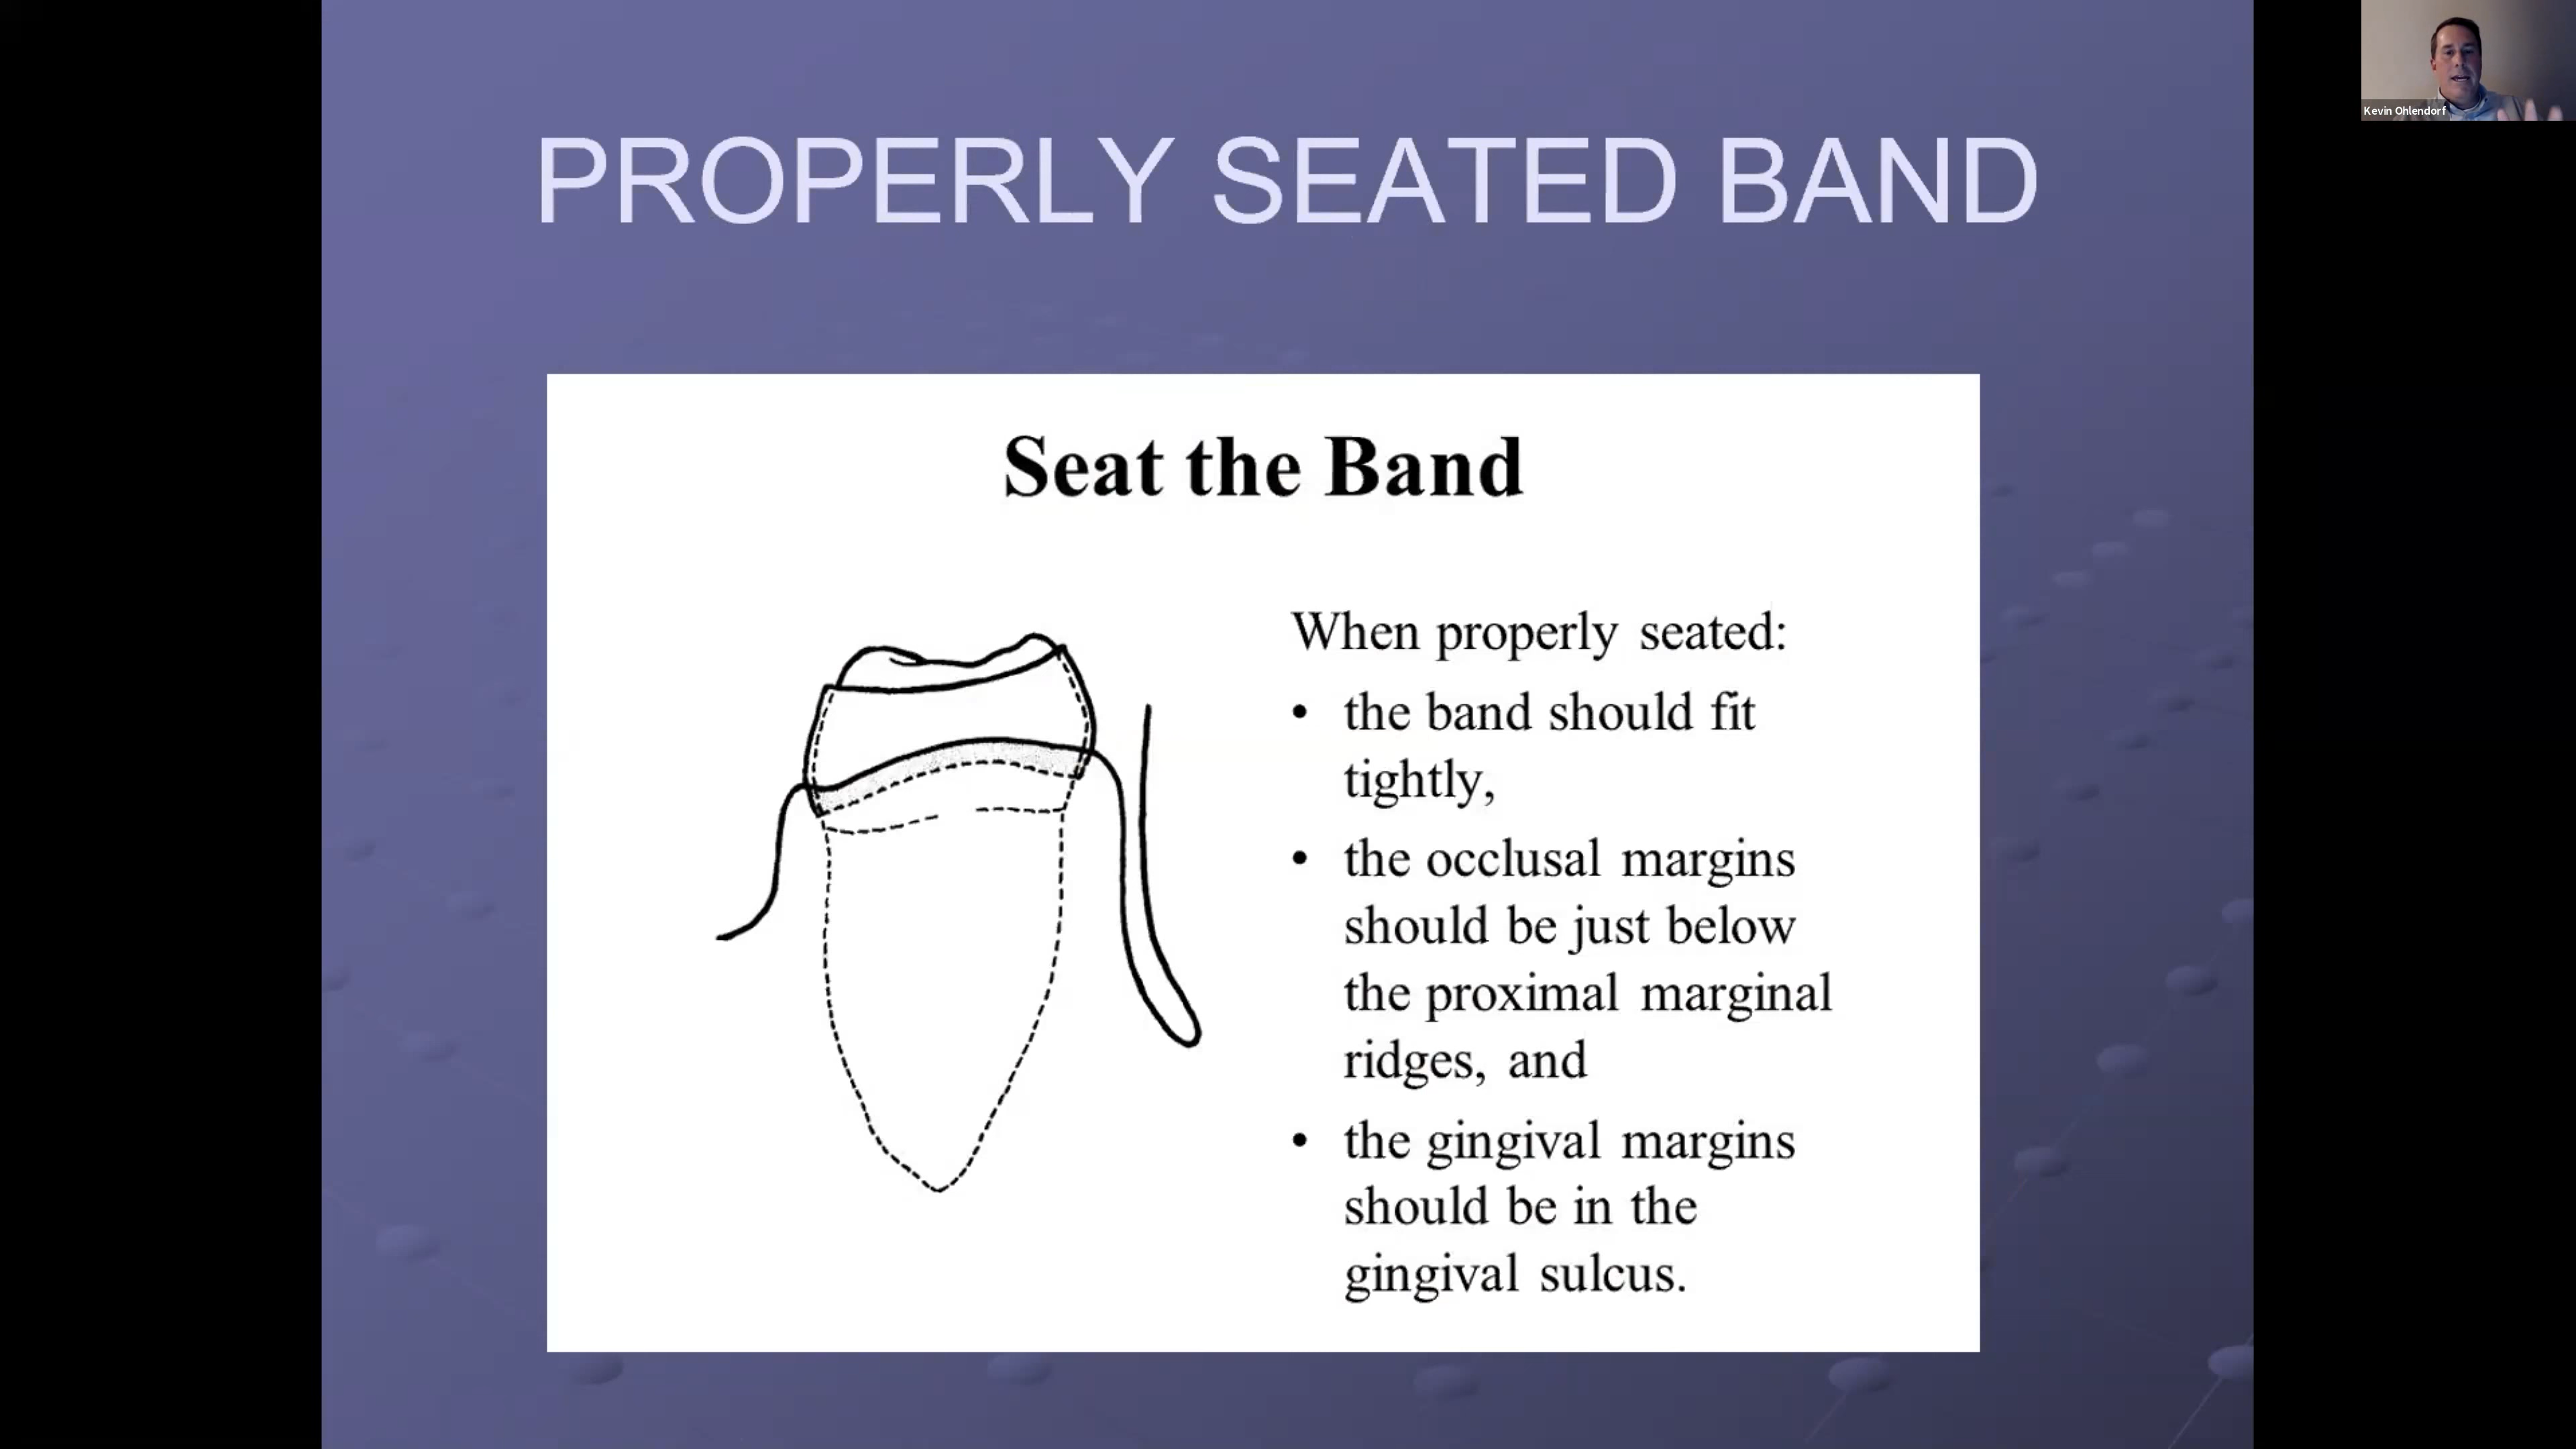 Kevin Ohlendorf
PROPERLY SEATED BAND
Seat the Band
When properly seated:
• the band should fit
tightly,
• the occlusal margins
should be just below
the proximal marginal
ridges, and
• the gingival margins
should be in the
gingival sulcus.